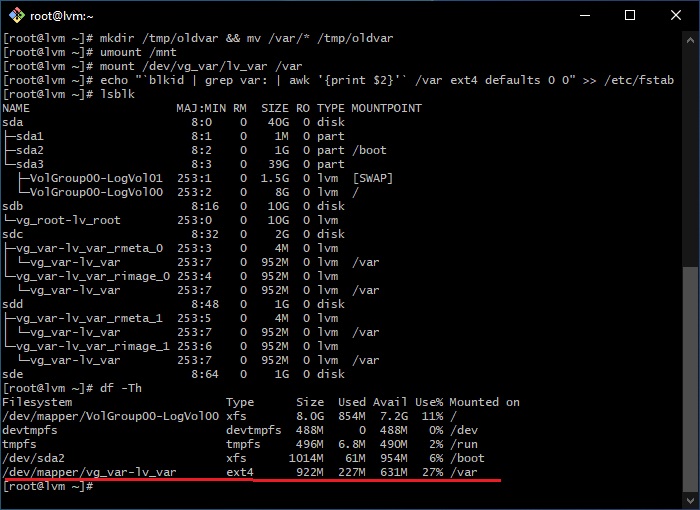 root@lvm:~
[root@lvm ~]# mkdir /tmp/oldvar && mv /var/* /tmp/oldvar
[root@lvm ~]# umount /mnt
[root@lvm ~]# mount /dev/vg_var/lv_var /var
[root@lvm ~]# echo "`blkid | grep var: | awk '{print $2}'` /var ext4 defaults 0 0" >> /etc/fstab
[root@lvm ~]# lsblk
NAME                     MAJ:MIN RM  SIZE RO TYPE MOUNTPOINT
sda                        8:0    0   40G  0 disk
├─sda1                     8:1    0    1M  0 part
├─sda2                     8:2    0    1G  0 part /boot
└─sda3                     8:3    0   39G  0 part
  ├─VolGroup00-LogVol01  253:1    0  1.5G  0 lvm  [SWAP]
  └─VolGroup00-LogVol00  253:2    0    8G  0 lvm  /
sdb                        8:16   0   10G  0 disk
└─vg_root-lv_root        253:0    0   10G  0 lvm
sdc                        8:32   0    2G  0 disk
├─vg_var-lv_var_rmeta_0  253:3    0    4M  0 lvm
│ └─vg_var-lv_var        253:7    0  952M  0 lvm  /var
└─vg_var-lv_var_rimage_0 253:4    0  952M  0 lvm
  └─vg_var-lv_var        253:7    0  952M  0 lvm  /var
sdd                        8:48   0    1G  0 disk
├─vg_var-lv_var_rmeta_1  253:5    0    4M  0 lvm
│ └─vg_var-lv_var        253:7    0  952M  0 lvm  /var
└─vg_var-lv_var_rimage_1 253:6    0  952M  0 lvm
  └─vg_var-lv_var        253:7    0  952M  0 lvm  /var
sde                        8:64   0    1G  0 disk
[root@lvm ~]# df -Th
Filesystem                      Type      Size  Used Avail Use% Mounted on
/dev/mapper/VolGroup00-LogVol00 xfs       8.0G  854M  7.2G  11% /
devtmpfs                        devtmpfs  488M     0  488M   0% /dev
tmpfs                           tmpfs     496M  6.8M  490M   2% /run
/dev/sda2                       xfs      1014M   61M  954M   6% /boot
/dev/mapper/vg_var-lv_var       ext4      922M  227M  631M  27% /var
[root@lvm ~]#